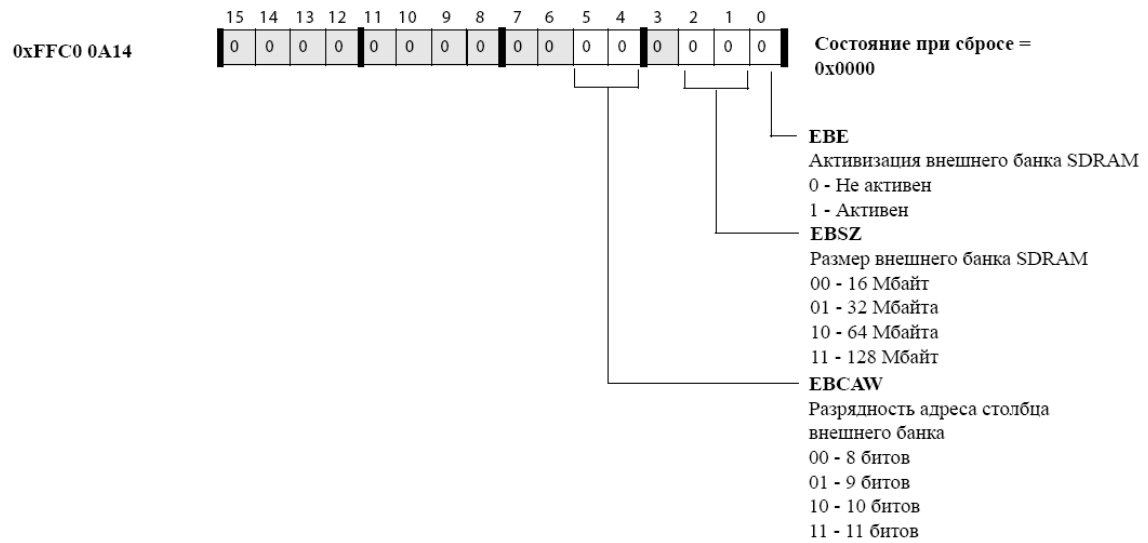 15 14 13 12 11 10 9 8 7 6 5 4 3 2 1 0
0xFFC0 0A14
0 0 0 0 0 0 0 0 0 0 0 0 0 0 0 0
Состояние при сбросе =
0x0000
EBE
Активизация внешнего банка SDRAM
0 - Не активен
1 - Активен
EBSZ
Размер внешнего банка SDRAM
00 - 16 Мбайт
01 - 32 Мбайта
10 - 64 Мбайта
11 - 128 Мбайт
EBCAW
Разрядность адреса столбца
внешнего банка
00 - 8 битов
01 - 9 битов
10 - 10 битов
11 - 11 битов